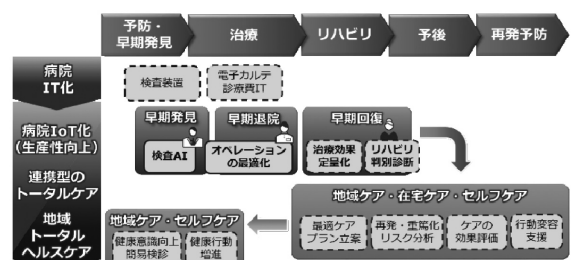 予防・
早期発見
治療
リハビリ
予後
再発予防
病院
IT化
検査装置
電子カルテ
診療費IT
病院IoT化
(生産性向上)
早期発見
検査AI
早期退院
オペレーション
の最適化
早期回復
治療効果
定量化
リハビリ
判別診断
連携型の
トータルケア
地域ケア・在宅ケア・セルフケア
最適ケア
プラン立案
再発・重篤化
リスク分析
ケアの
効果評価
行動変容
支援
地域
トータル
ヘルスケア
地域ケア・セルフケア
健康意識向上
簡易検診
健康行動
増進